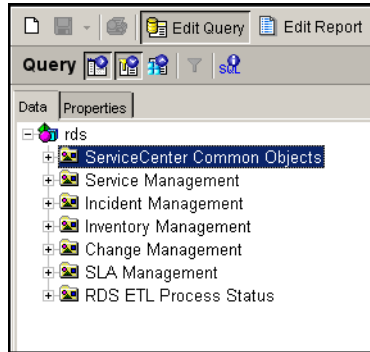 Edit Query Edit Report
Query SQL
Data Properties
rds
ServiceCenter Common Objects
Service Management
Incident Management
Inventory Management
Change Management
SLA Management
RDS ETL Process Status